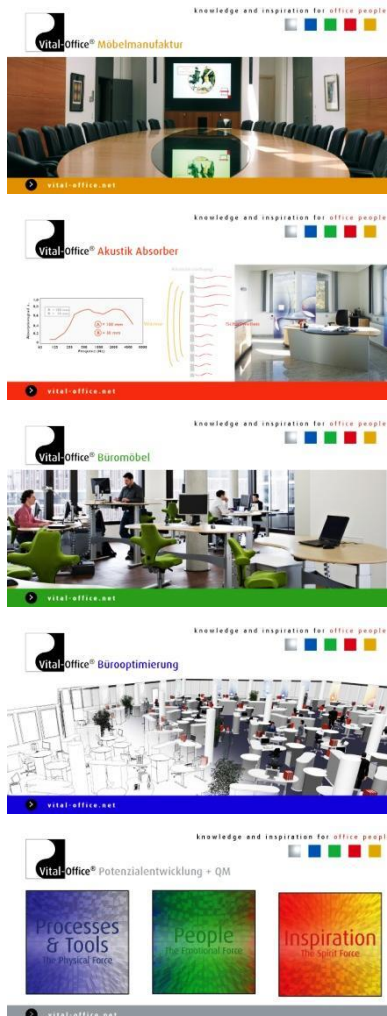 knowledge and inspiration for office people
Vital-Office® Möbelmanufaktur
vital-office.net
knowledge and inspiration for office people
Vital-Office® Akustik Absorber
vital-office.net
knowledge and inspiration for office people
Vital-Office® Büromöbel
vital-office.net
knowledge and inspiration for office people
Vital-Office® Bürooptimierung
vital-office.net
knowledge and inspiration for office peopl
Vital-Office® Potenzialentwicklung + QM
Processes
& Tools
The Physical Force
People
The Emotional Force
Inspiration
The Spirit Force
vital-office.net